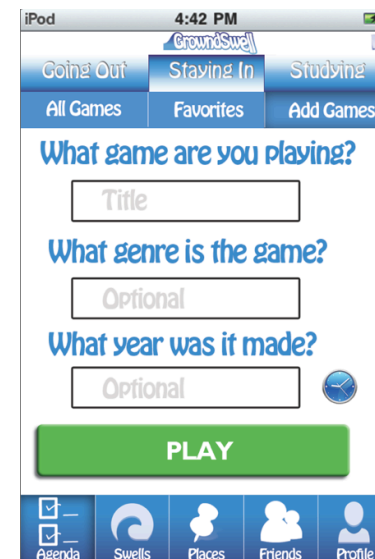 iPod 4:42 PM
GroundSwell
Going Out Staying In Studying
All Games Favorites Add Games
What game are you playing?
Title
What genre is the game?
Optional
What year was it made?
Optional
PLAY
Agenda Swells Places Friends Profile